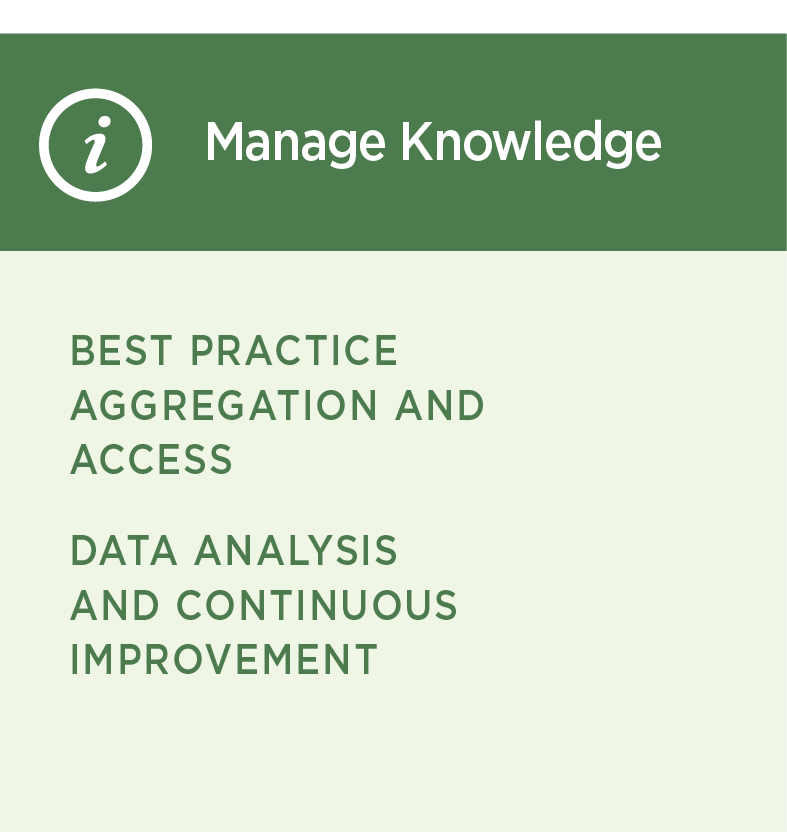 i
Manage Knowledge
BEST PRACTICE
AGGREGATION AND
ACCESS
DATA ANALYSIS
AND CONTINUOUS
IMPROVEMENT